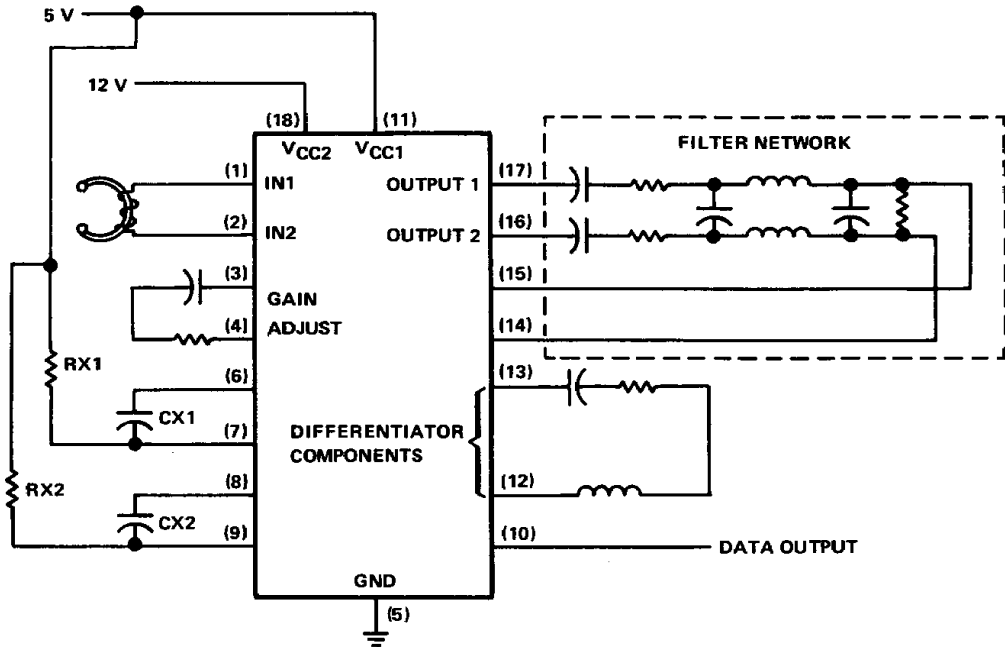 5 V
12 V
(18)
(11)
VCC2
VCC1
FILTER NETWORK
(1)
IN1
OUTPUT 1
(17)
(2)
IN2
OUTPUT 2
(16)
(3)
GAIN
(15)
(4)
ADJUST
(14)
RX1
(6)
(13)
CX1
(7)
DIFFERENTIATOR
COMPONENTS
RX2
(8)
(12)
CX2
(9)
(10)
DATA OUTPUT
GND
(5)